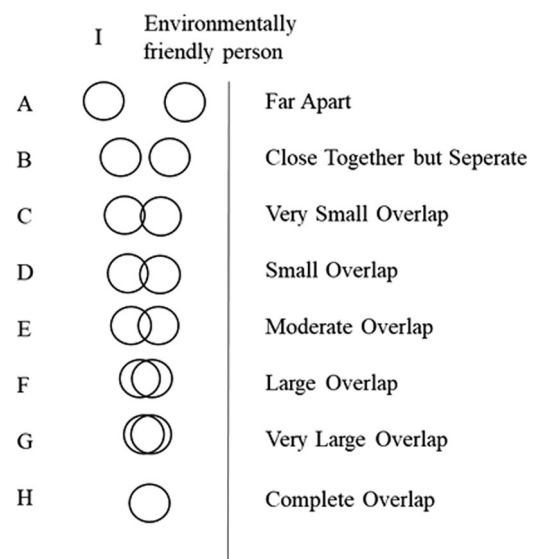 I Environmentally
friendly person
A Far Apart
B Close Together but Seperate
C Very Small Overlap
D Small Overlap
E Moderate Overlap
F Large Overlap
G Very Large Overlap
H Complete Overlap